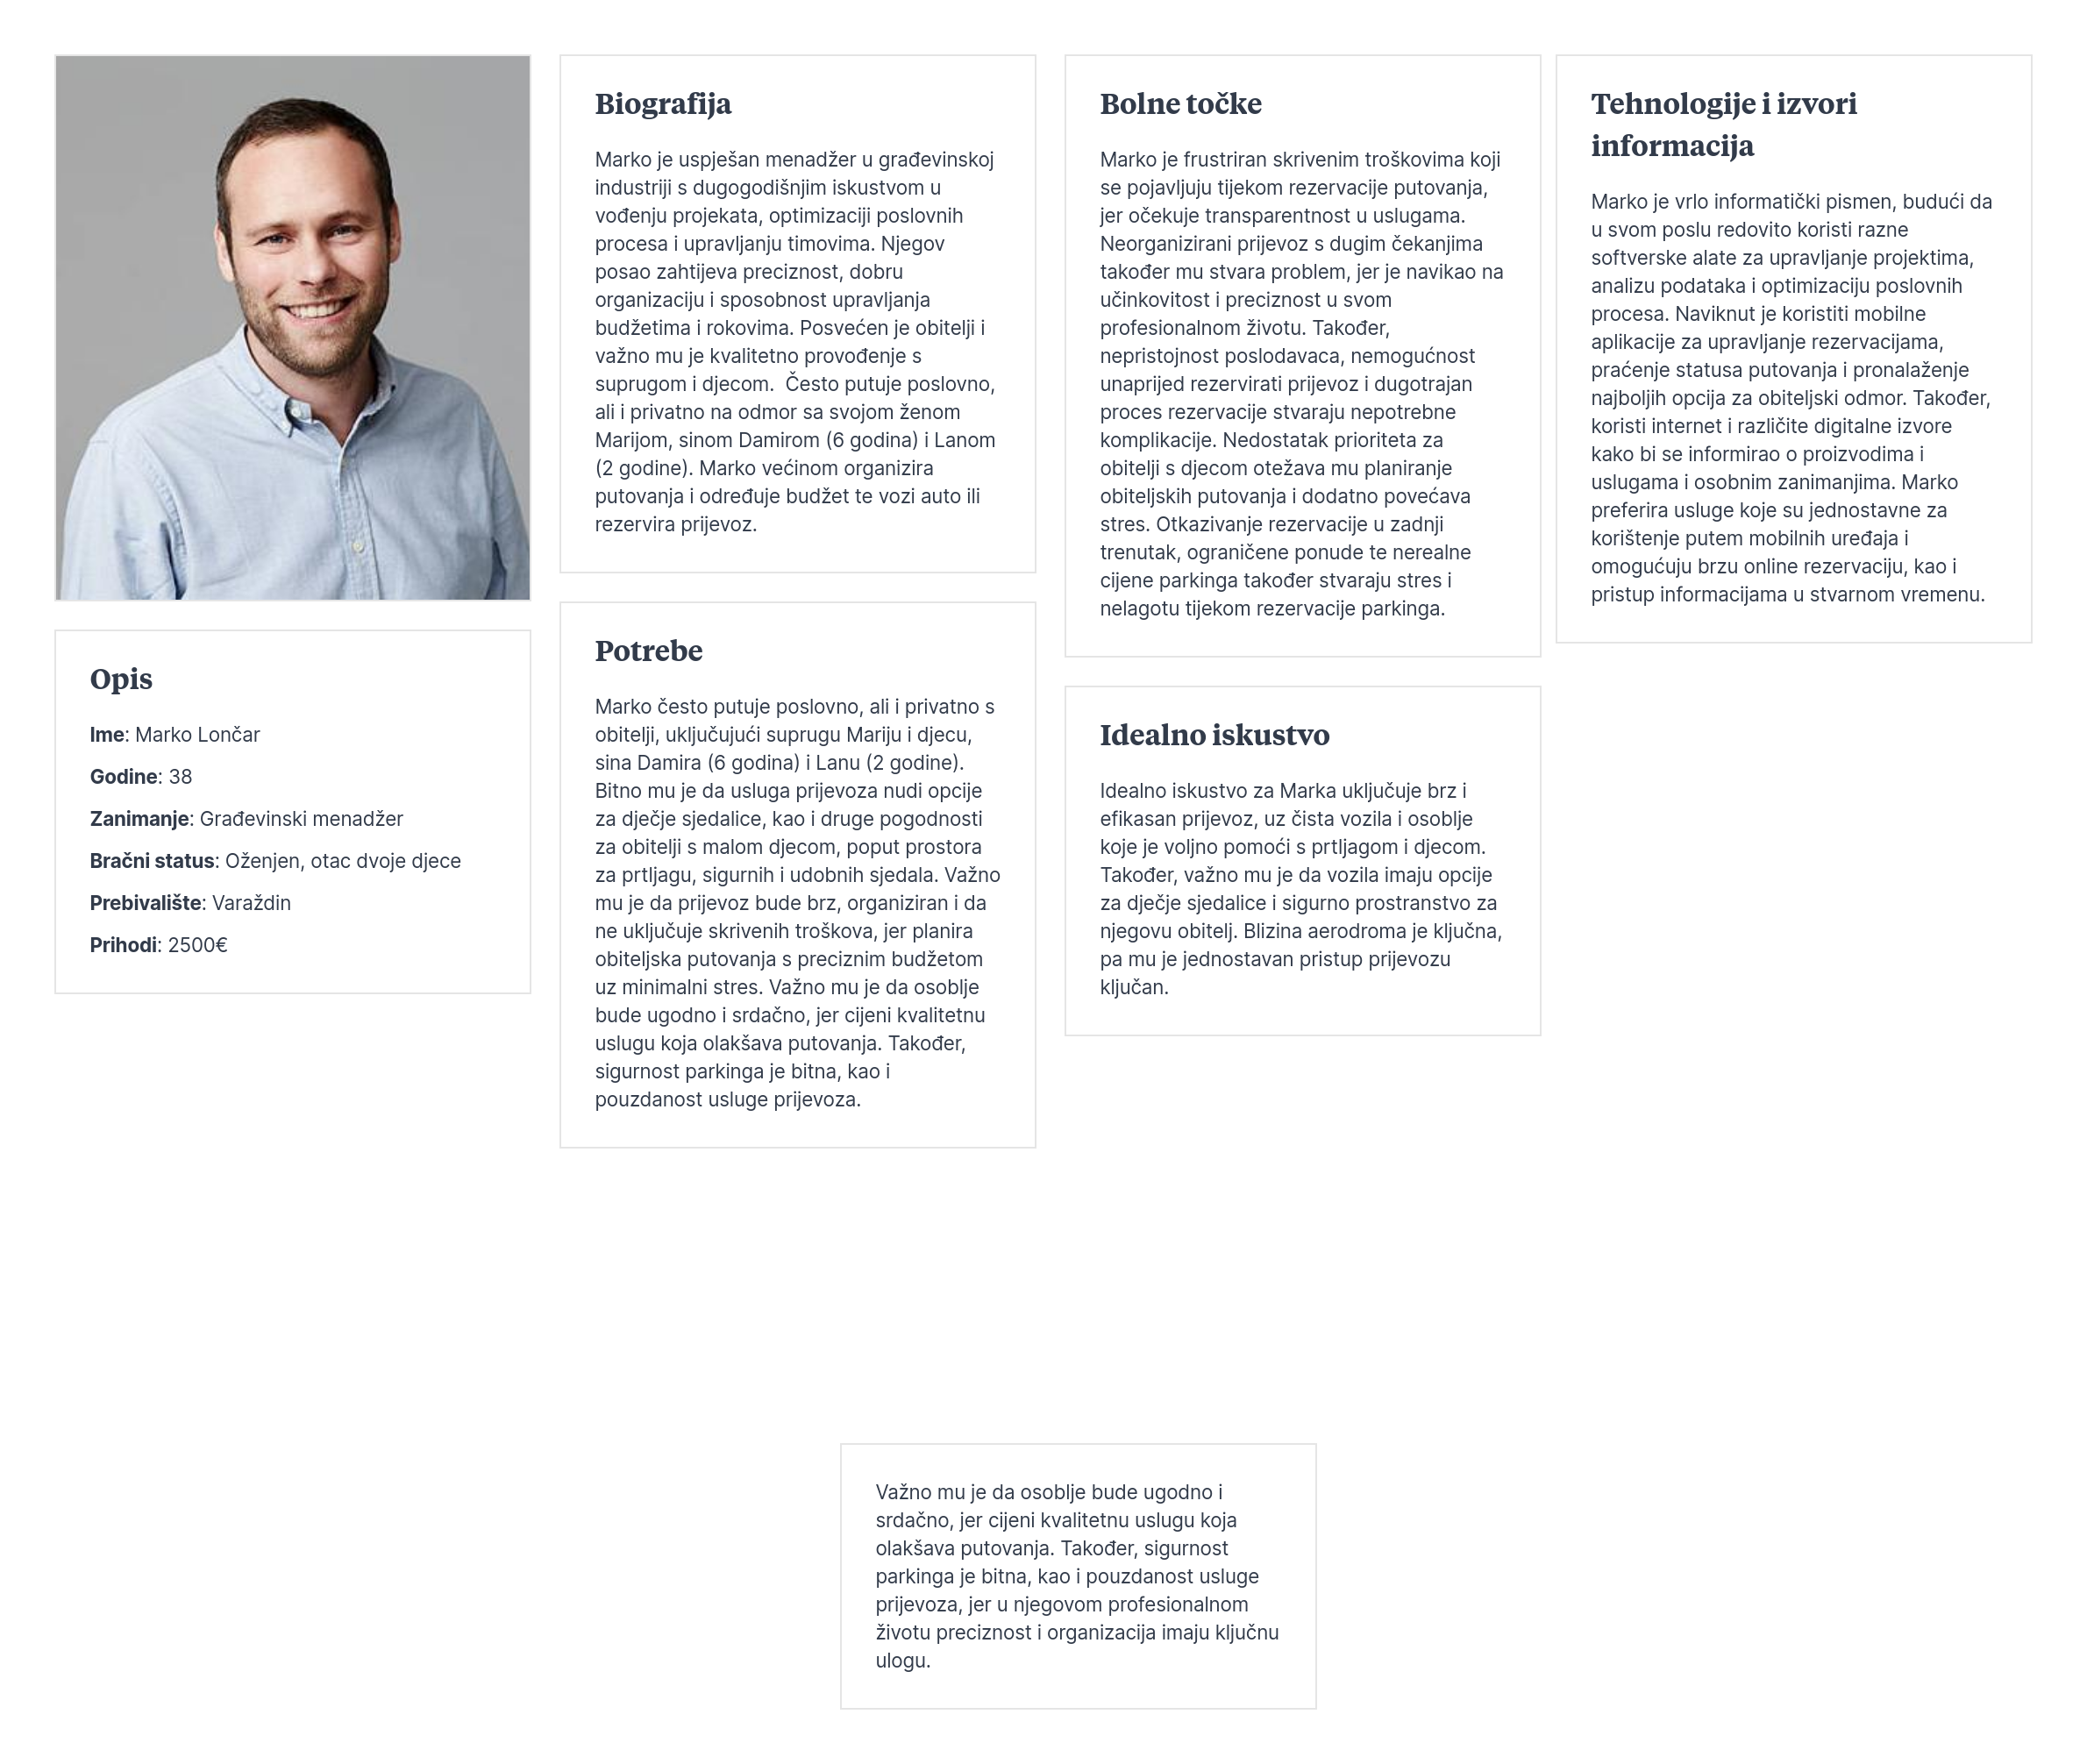 Opis
Ime: Marko Lončar
Godine: 38
Zanimanje: Građevinski menadžer
Bračni status: Oženjen, otac dvoje djece
Prebivalište: Varaždin
Prihodi: 2500€
Biografija
Marko je uspješan menadžer u građevinskoj
industriji s dugogodišnjim iskustvom u
vođenju projekata, optimizaciji poslovnih
procesa i upravljanju timovima. Njegov
posao zahtijeva preciznost, dobru
organizaciju i sposobnost upravljanja
budžetima i rokovima. Posvećen je obitelji i
važno mu je kvalitetno provođenje s
suprugom i djecom.  Često putuje poslovno,
ali i privatno na odmor sa svojom ženom
Marijom, sinom Damirom (6 godina) i Lanom
(2 godine). Marko većinom organizira
putovanja i određuje budžet te vozi auto ili
rezervira prijevoz.
Potrebe
Marko često putuje poslovno, ali i privatno s
obitelji, uključujući suprugu Mariju i djecu,
sina Damira (6 godina) i Lanu (2 godine).
Bitno mu je da usluga prijevoza nudi opcije
za dječje sjedalice, kao i druge pogodnosti
za obitelji s malom djecom, poput prostora
za prtljagu, sigurnih i udobnih sjedala. Važno
mu je da prijevoz bude brz, organiziran i da
ne uključuje skrivenih troškova, jer planira
obiteljska putovanja s preciznim budžetom
uz minimalni stres. Važno mu je da osoblje
bude ugodno i srdačno, jer cijeni kvalitetnu
uslugu koja olakšava putovanja. Također,
sigurnost parkinga je bitna, kao i
pouzdanost usluge prijevoza.
Bolne točke
Marko je frustriran skrivenim troškovima koji
se pojavljuju tijekom rezervacije putovanja,
jer očekuje transparentnost u uslugama.
Neorganizirani prijevoz s dugim čekanjima
također mu stvara problem, jer je navikao na
učinkovitost i preciznost u svom
profesionalnom životu. Također,
nepristojnost poslodavaca, nemogućnost
unaprijed rezervirati prijevoz i dugotrajan
proces rezervacije stvaraju nepotrebne
komplikacije. Nedostatak prioriteta za
obitelji s djecom otežava mu planiranje
obiteljskih putovanja i dodatno povećava
stres. Otkazivanje rezervacije u zadnji
trenutak, ograničene ponude te nerealne
cijene parkinga također stvaraju stres i
nelagotu tijekom rezervacije parkinga.
Idealno iskustvo
Idealno iskustvo za Marka uključuje brz i
efikasan prijevoz, uz čista vozila i osoblje
koje je voljno pomoći s prtljagom i djecom.
Također, važno mu je da vozila imaju opcije
za dječje sjedalice i sigurno prostranstvo za
njegovu obitelj. Blizina aerodroma je ključna,
pa mu je jednostavan pristup prijevozu
ključan.
Tehnologije i izvori
informacija
Marko je vrlo informatički pismen, budući da
u svom poslu redovito koristi razne
softverske alate za upravljanje projektima,
analizu podataka i optimizaciju poslovnih
procesa. Naviknut je koristiti mobilne
aplikacije za upravljanje rezervacijama,
praćenje statusa putovanja i pronalaženje
najboljih opcija za obiteljski odmor. Također,
koristi internet i različite digitalne izvore
kako bi se informirao o proizvodima i
uslugama i osobnim zanimanjima. Marko
preferira usluge koje su jednostavne za
korištenje putem mobilnih uređaja i
omogućuju brzu online rezervaciju, kao i
pristup informacijama u stvarnom vremenu.
Važno mu je da osoblje bude ugodno i
srdačno, jer cijeni kvalitetnu uslugu koja
olakšava putovanja. Također, sigurnost
parkinga je bitna, kao i pouzdanost usluge
prijevoza, jer u njegovom profesionalnom
životu preciznost i organizacija imaju ključnu
ulogu.